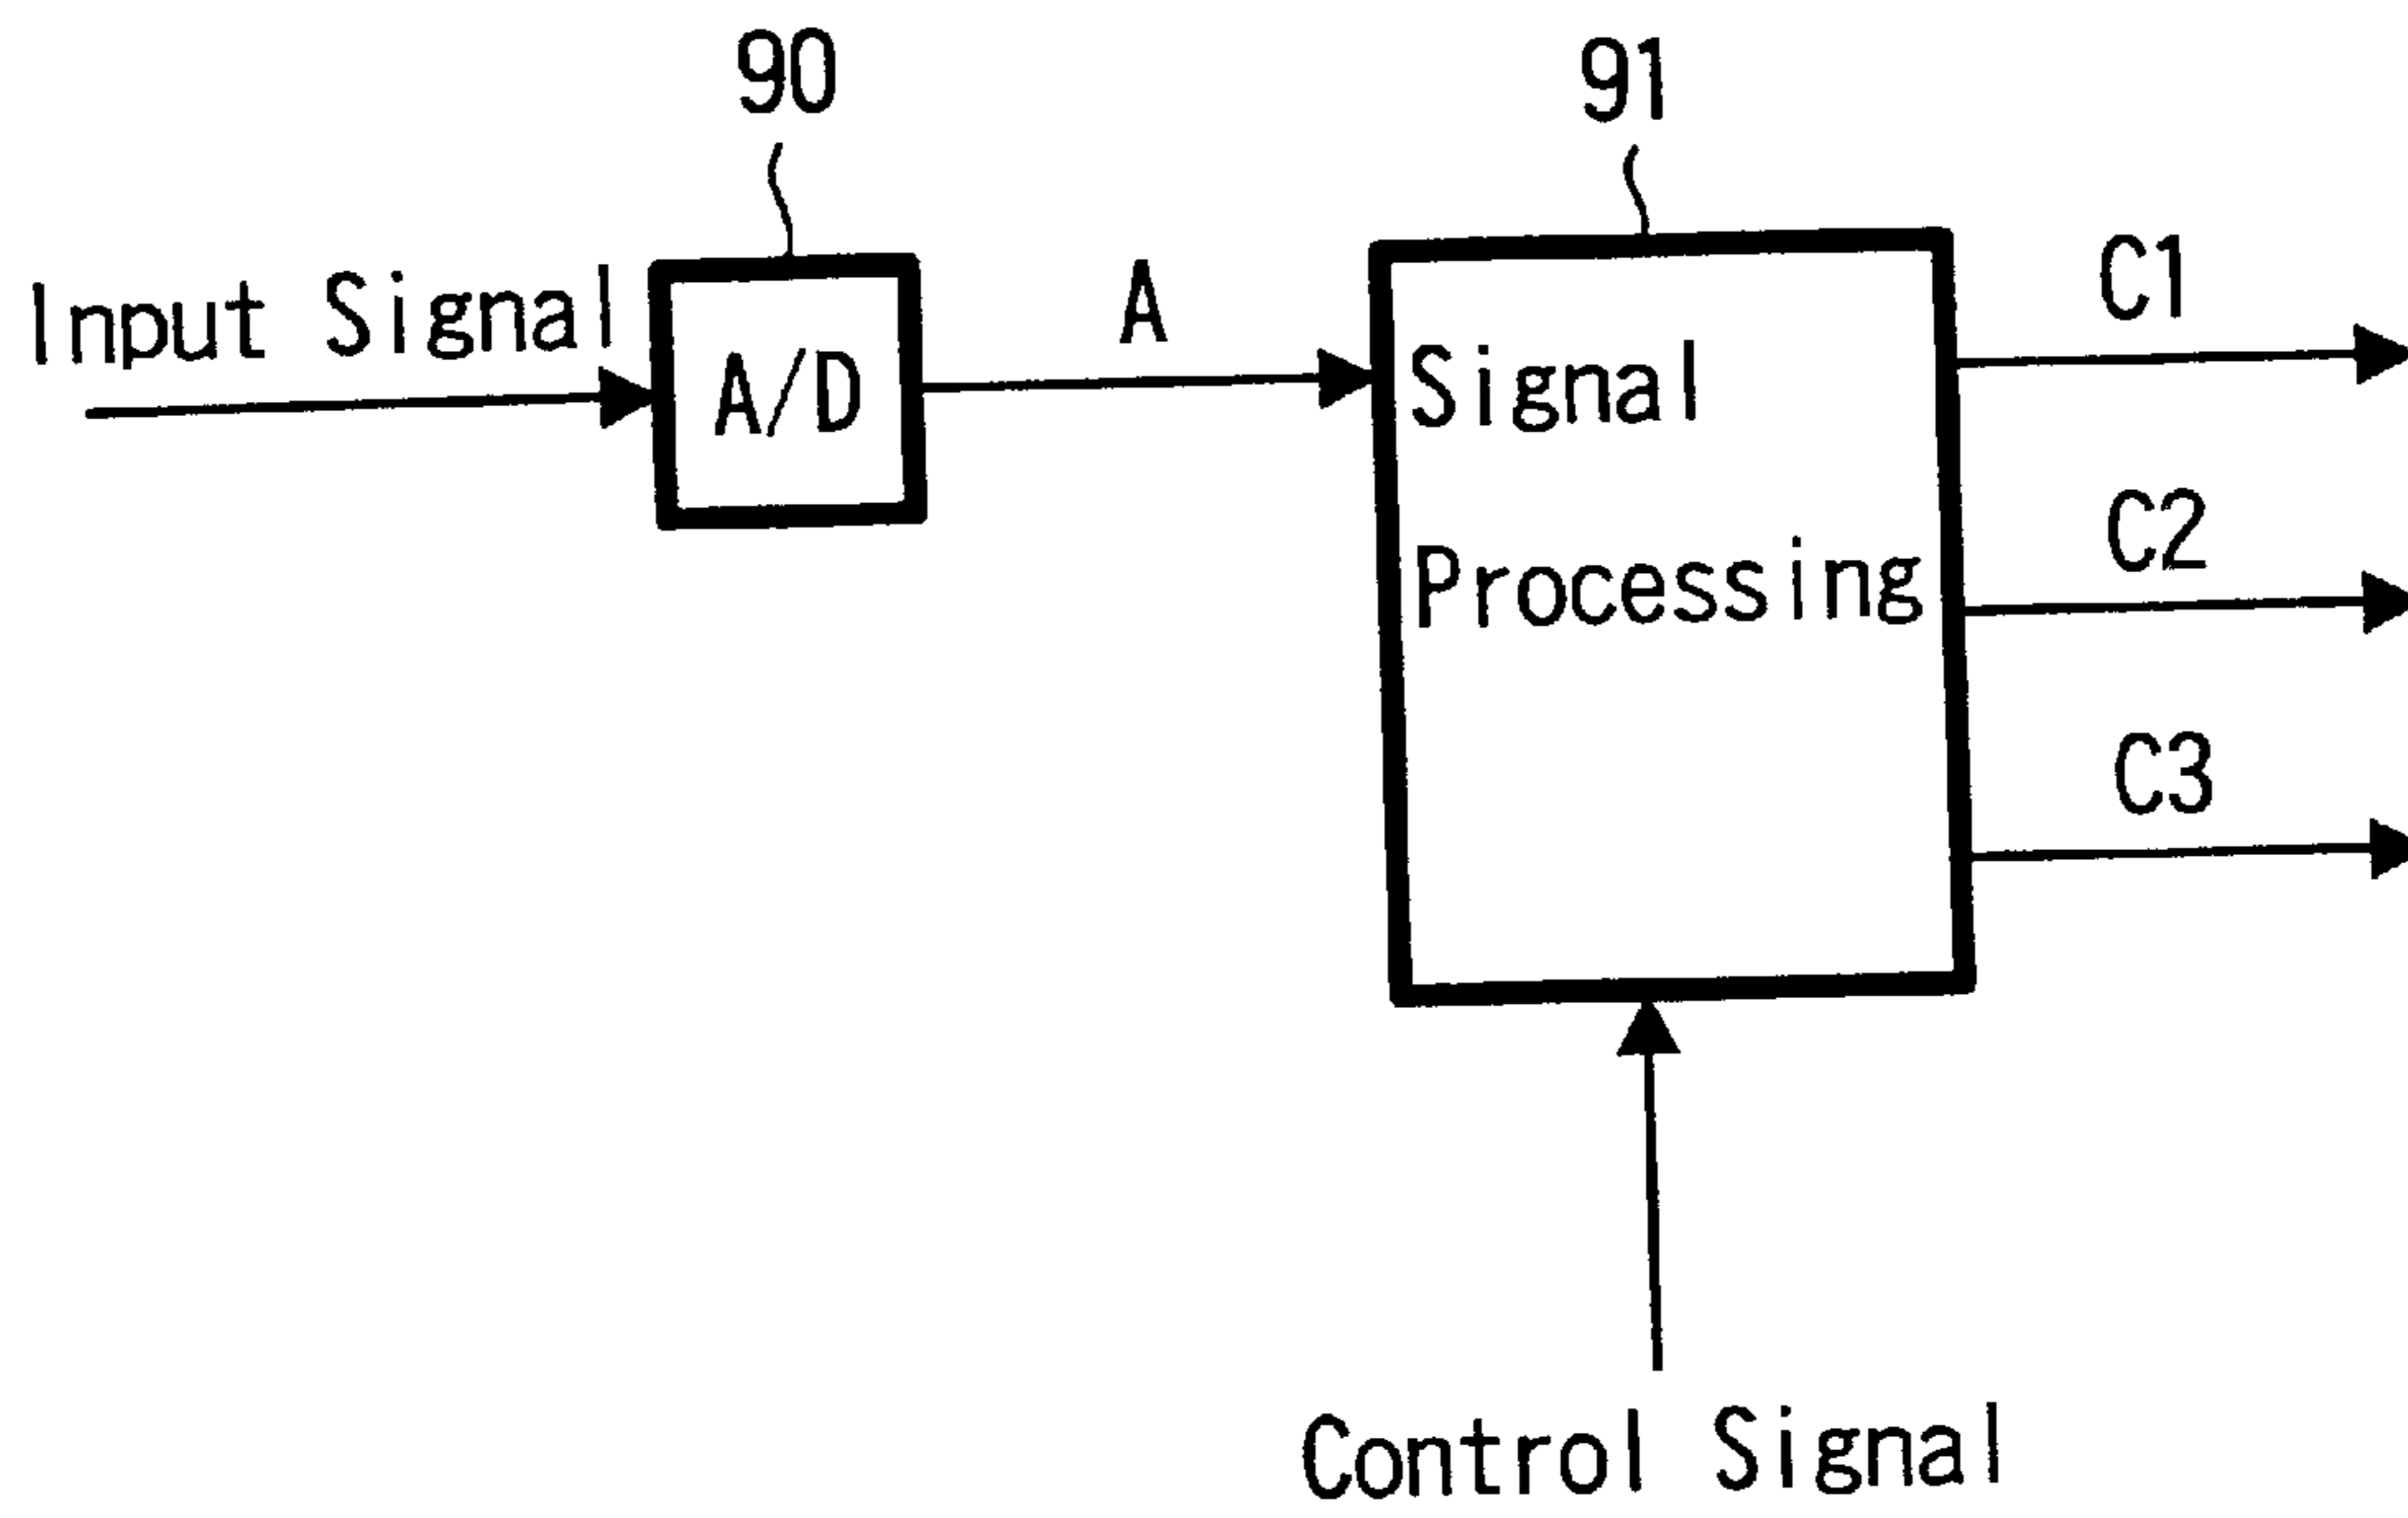 90
91
Input Signal
A/D
A
Signal
Processing
C1
C2
C3
Control Signal